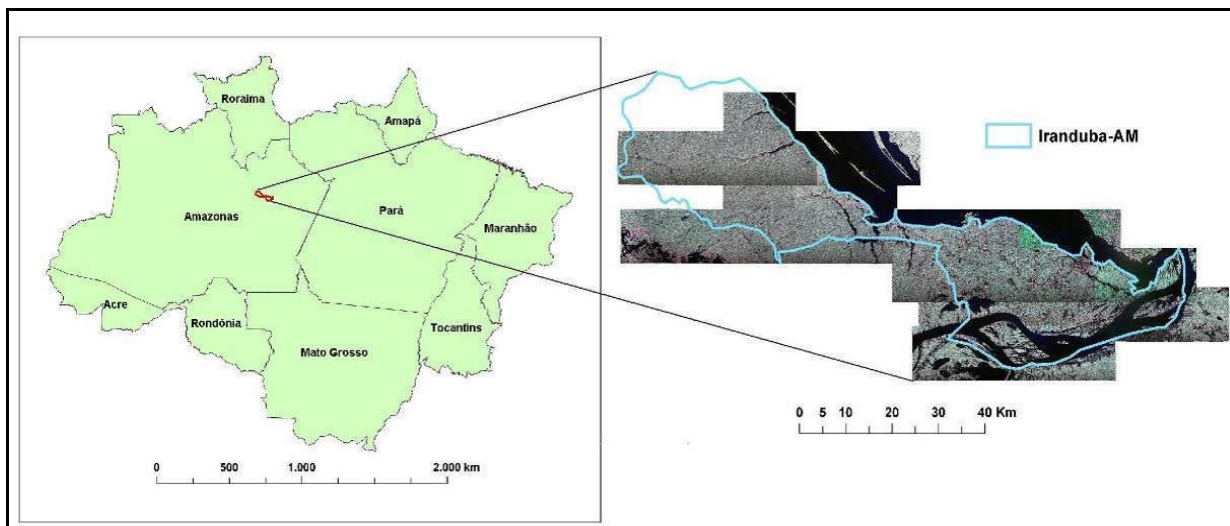 Roraima
Amapá
Amazonas
Pará
Maranhão
Acre
Rondônia
Tocantins
Mato Grosso
0 500 1.000 2.000 km
Iranduba-AM
0 5 10 20 30 40 Km